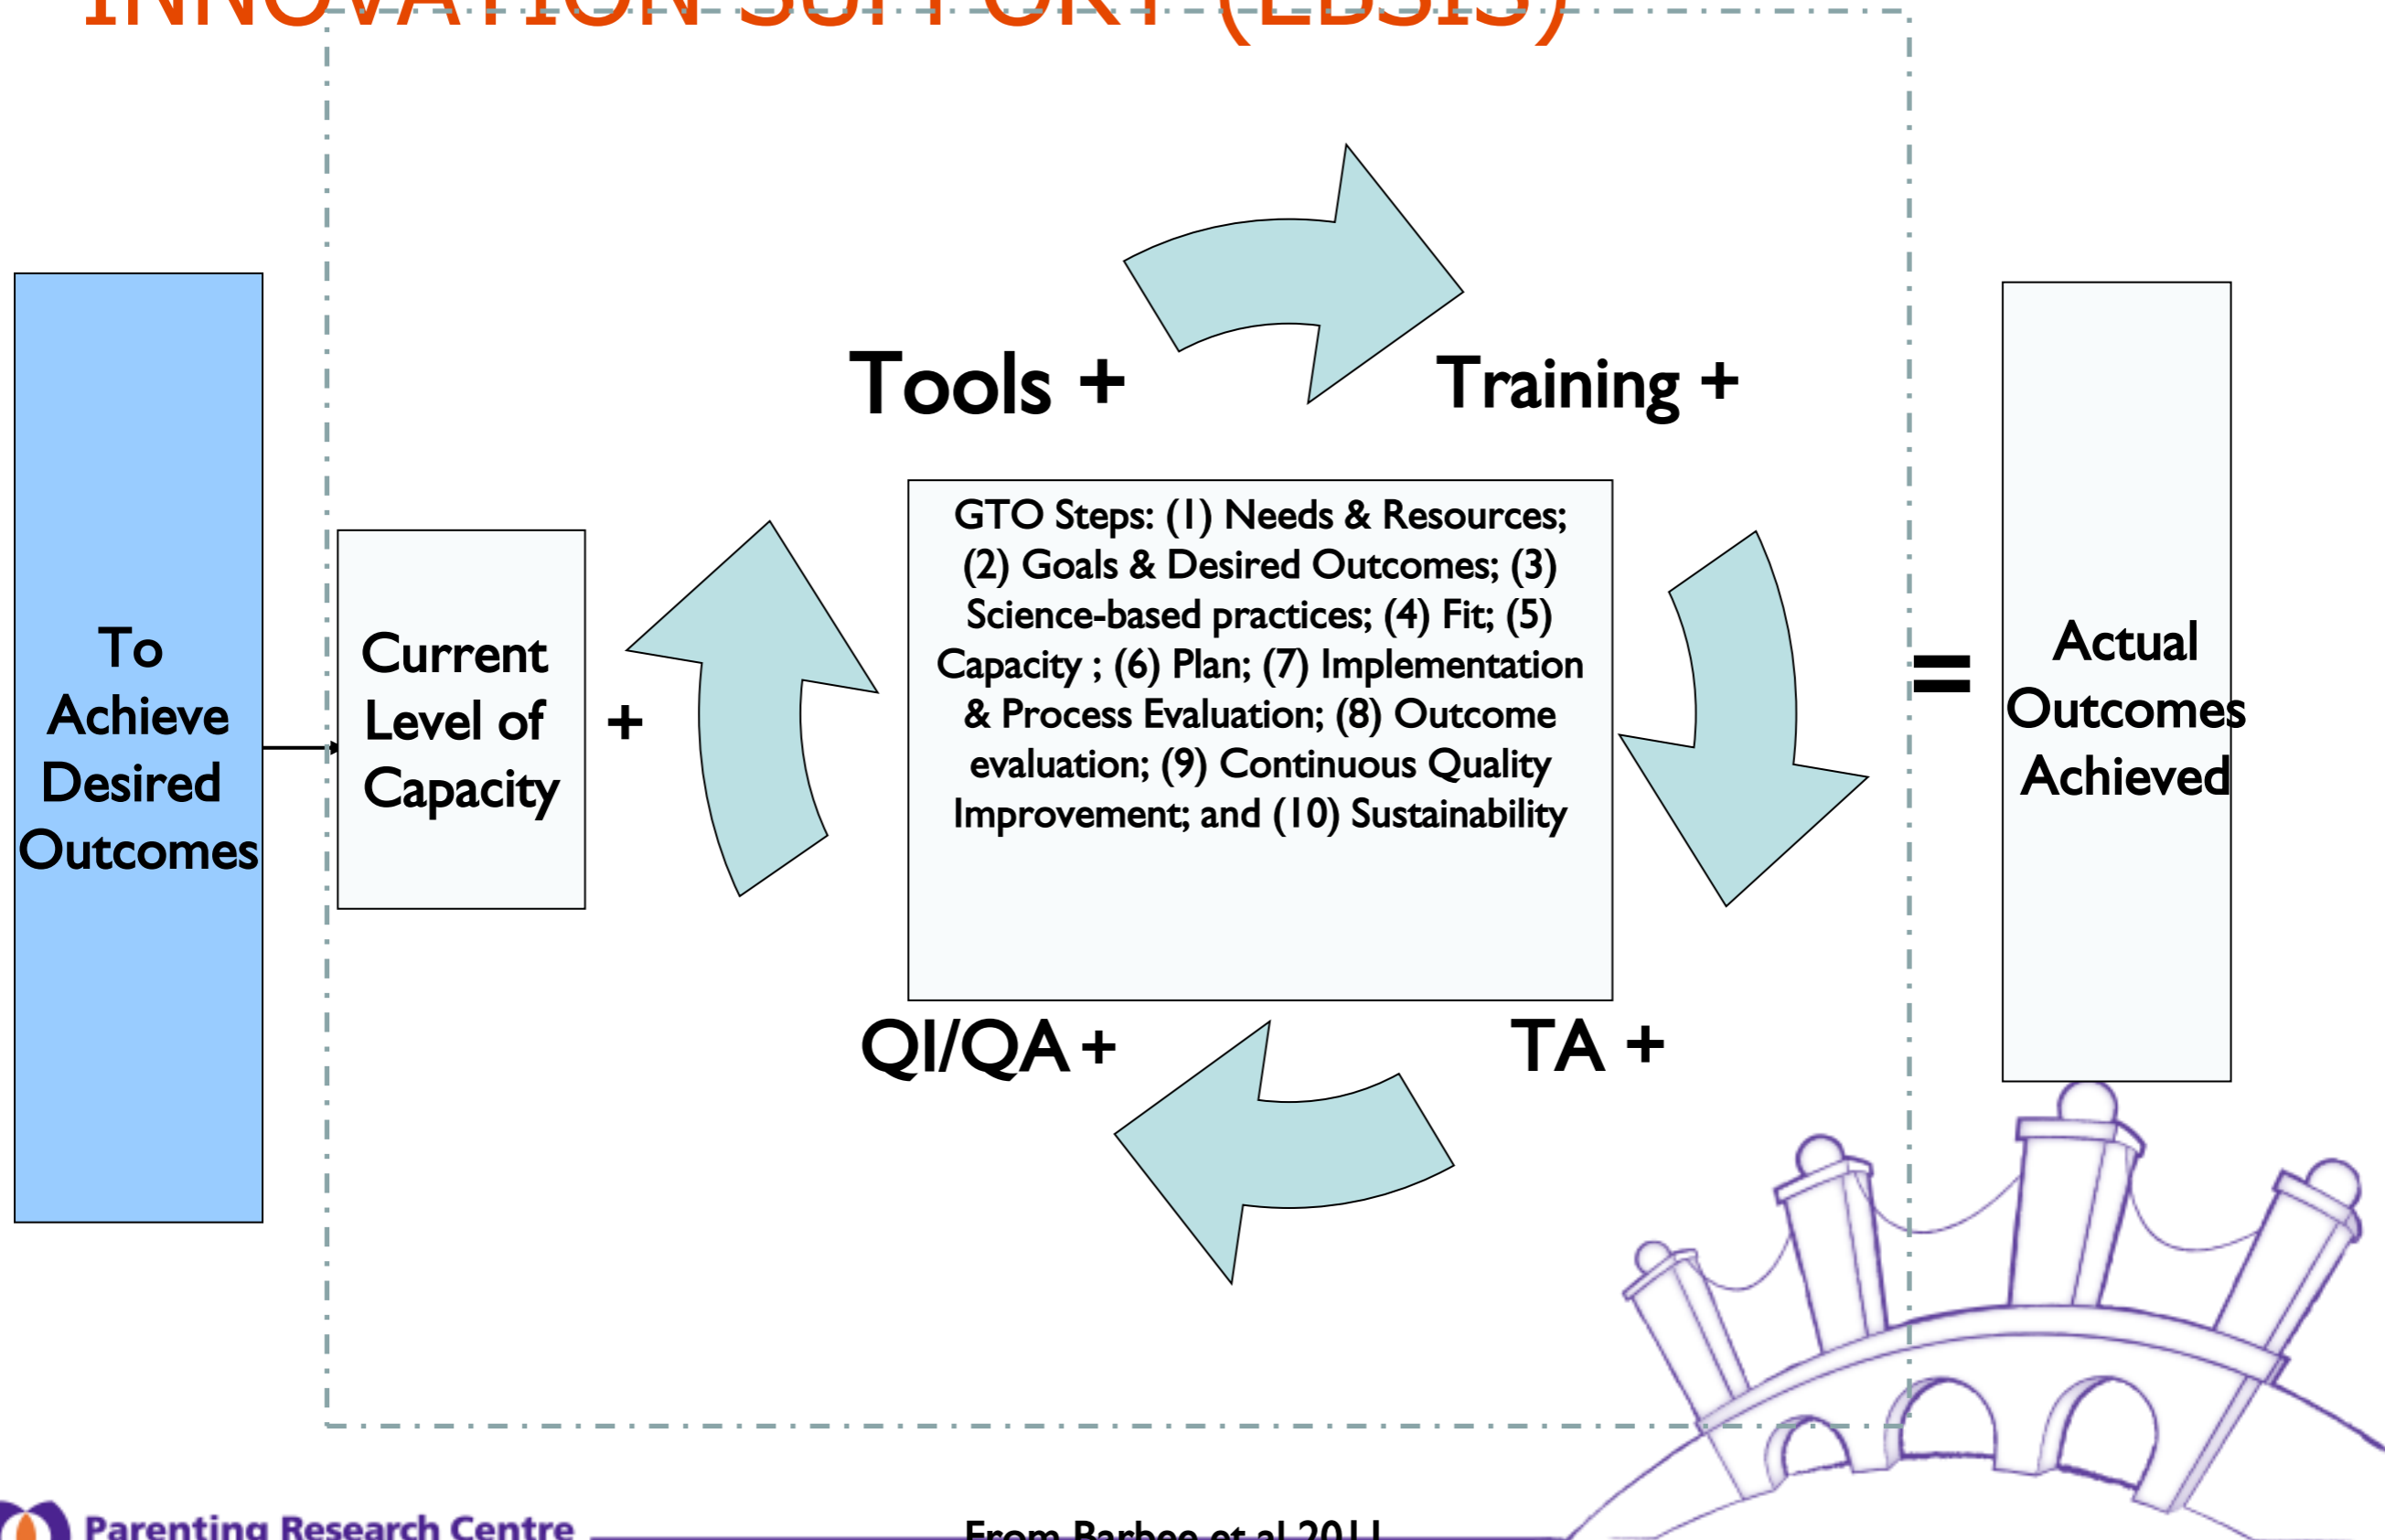 INNOVATION SUPPORT (EBSIS)
Tools +
Training +
To
Achieve
Desired
Outcomes
Current
Level of
Capacity
+
GTO Steps: (1) Needs & Resources;
(2) Goals & Desired Outcomes; (3)
Science-based practices; (4) Fit; (5)
Capacity ; (6) Plan; (7) Implementation
& Process Evaluation; (8) Outcome
evaluation; (9) Continuous Quality
Improvement; and (10) Sustainability
=
Actual
Outcomes
Achieved
QI/QA +
TA +
Parenting Research Centre
From Barbee et al 2011